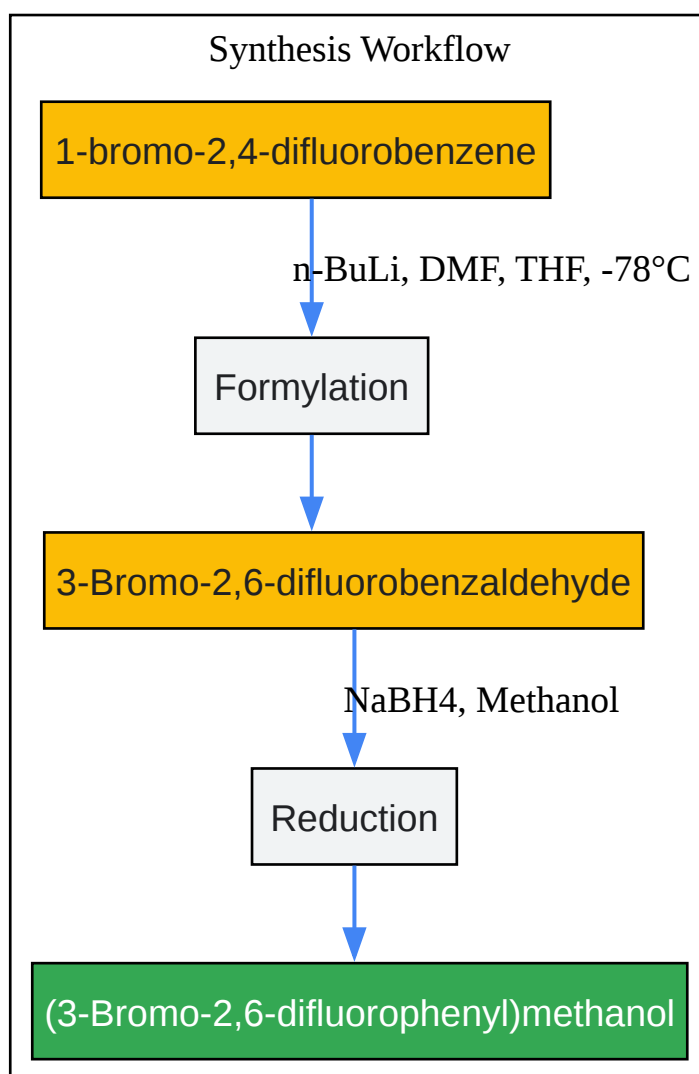 Synthesis Workflow
1-bromo-2,4-difluorobenzene
n-BuLi, DMF, THF, -78°C
Formylation
3-Bromo-2,6-difluorobenzaldehyde
NaBH4, Methanol
Reduction
(3-Bromo-2,6-difluorophenyl)methanol